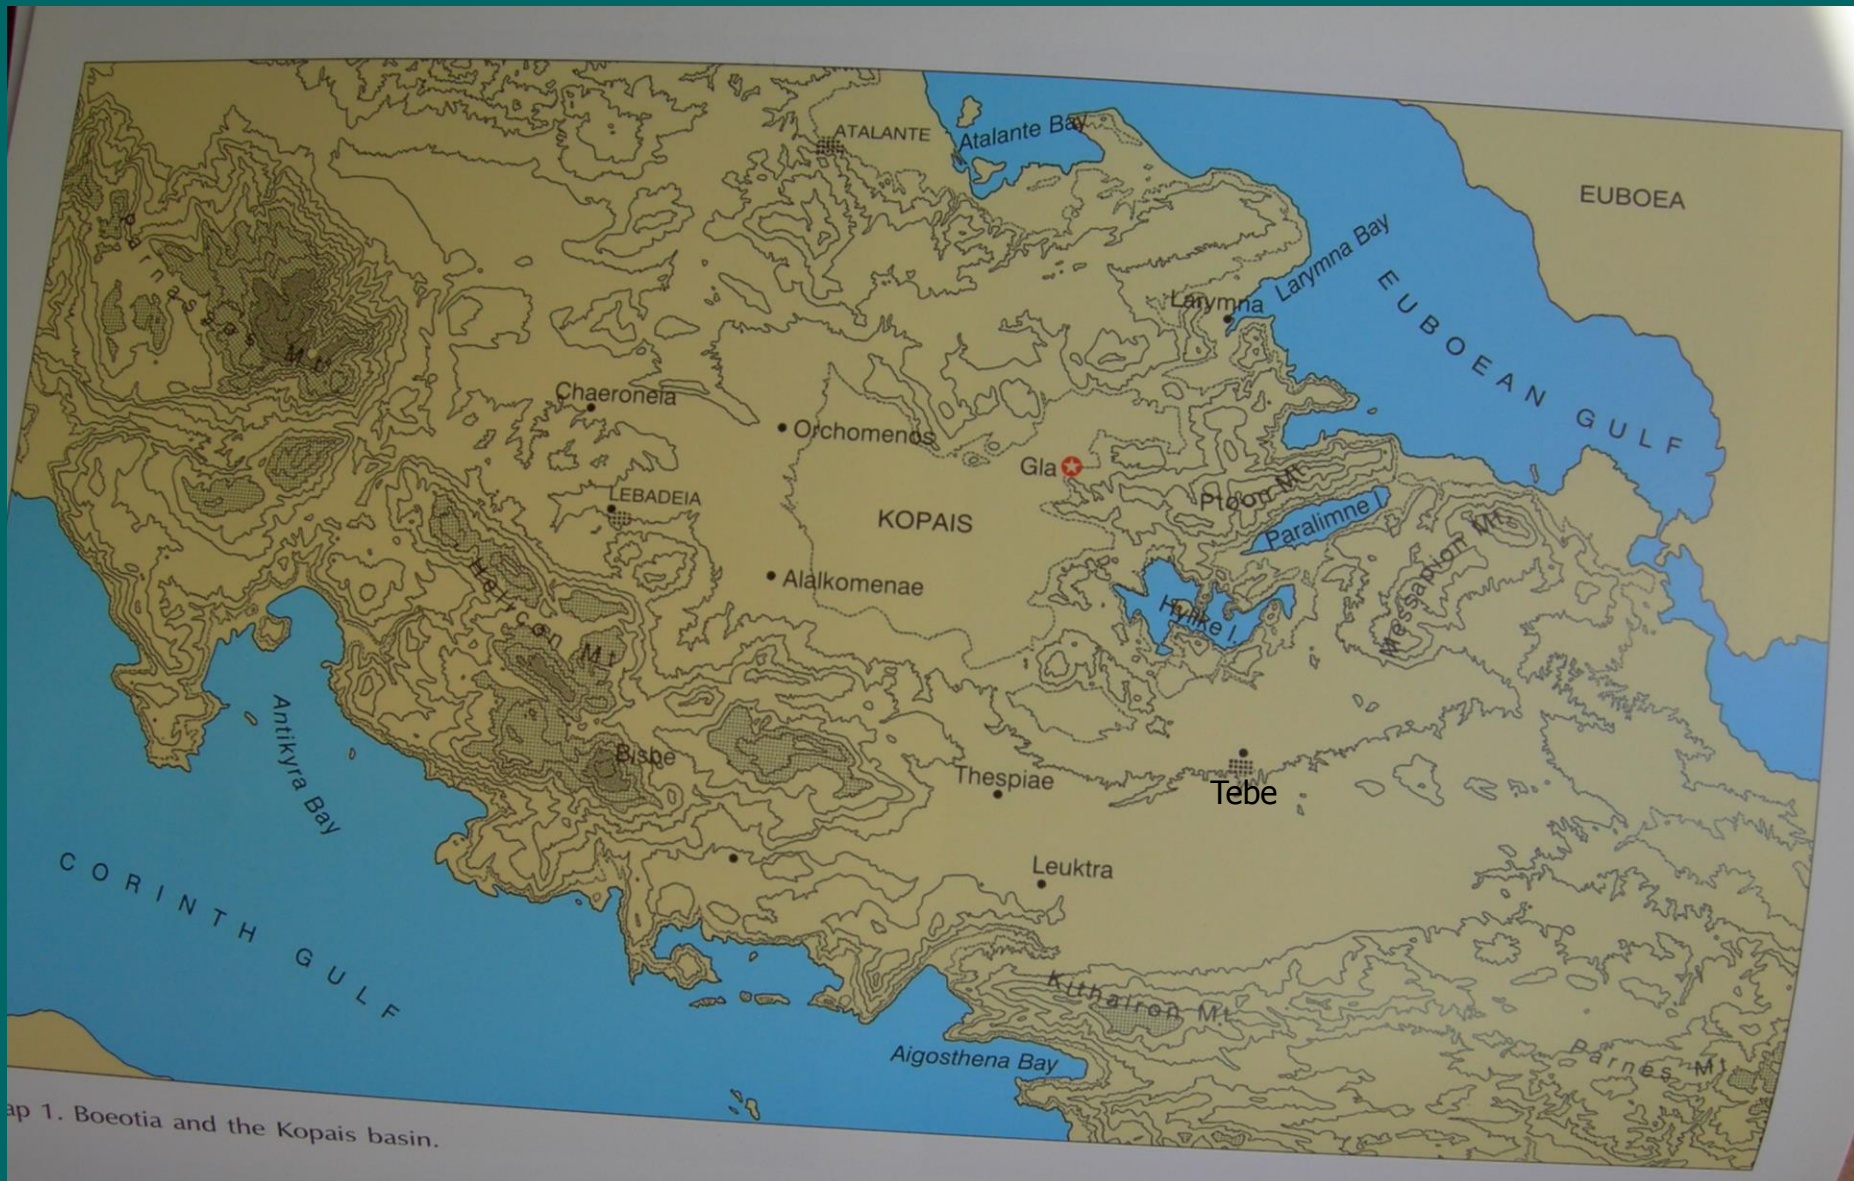 ATALANTE
Atalante Bay
EUBOEA
Parnassos Mt
Larymna
Larymna Bay
EUBOEAN GULF
Chaeroneia
Orchomenos
Gla
Ptoon Mt.
LEBADEIA
KOPAIS
Paralimne l.
Messapion Mt.
Helicon Mt
Alalkomenae
Hylike l.
Antikyra Bay
Bisbe
Thespiae
Tebe
Leuktra
CORINTH GULF
Kithairon Mt.
Aigosthena Bay
Parnes Mt.
ap 1. Boeotia and the Kopais basin.